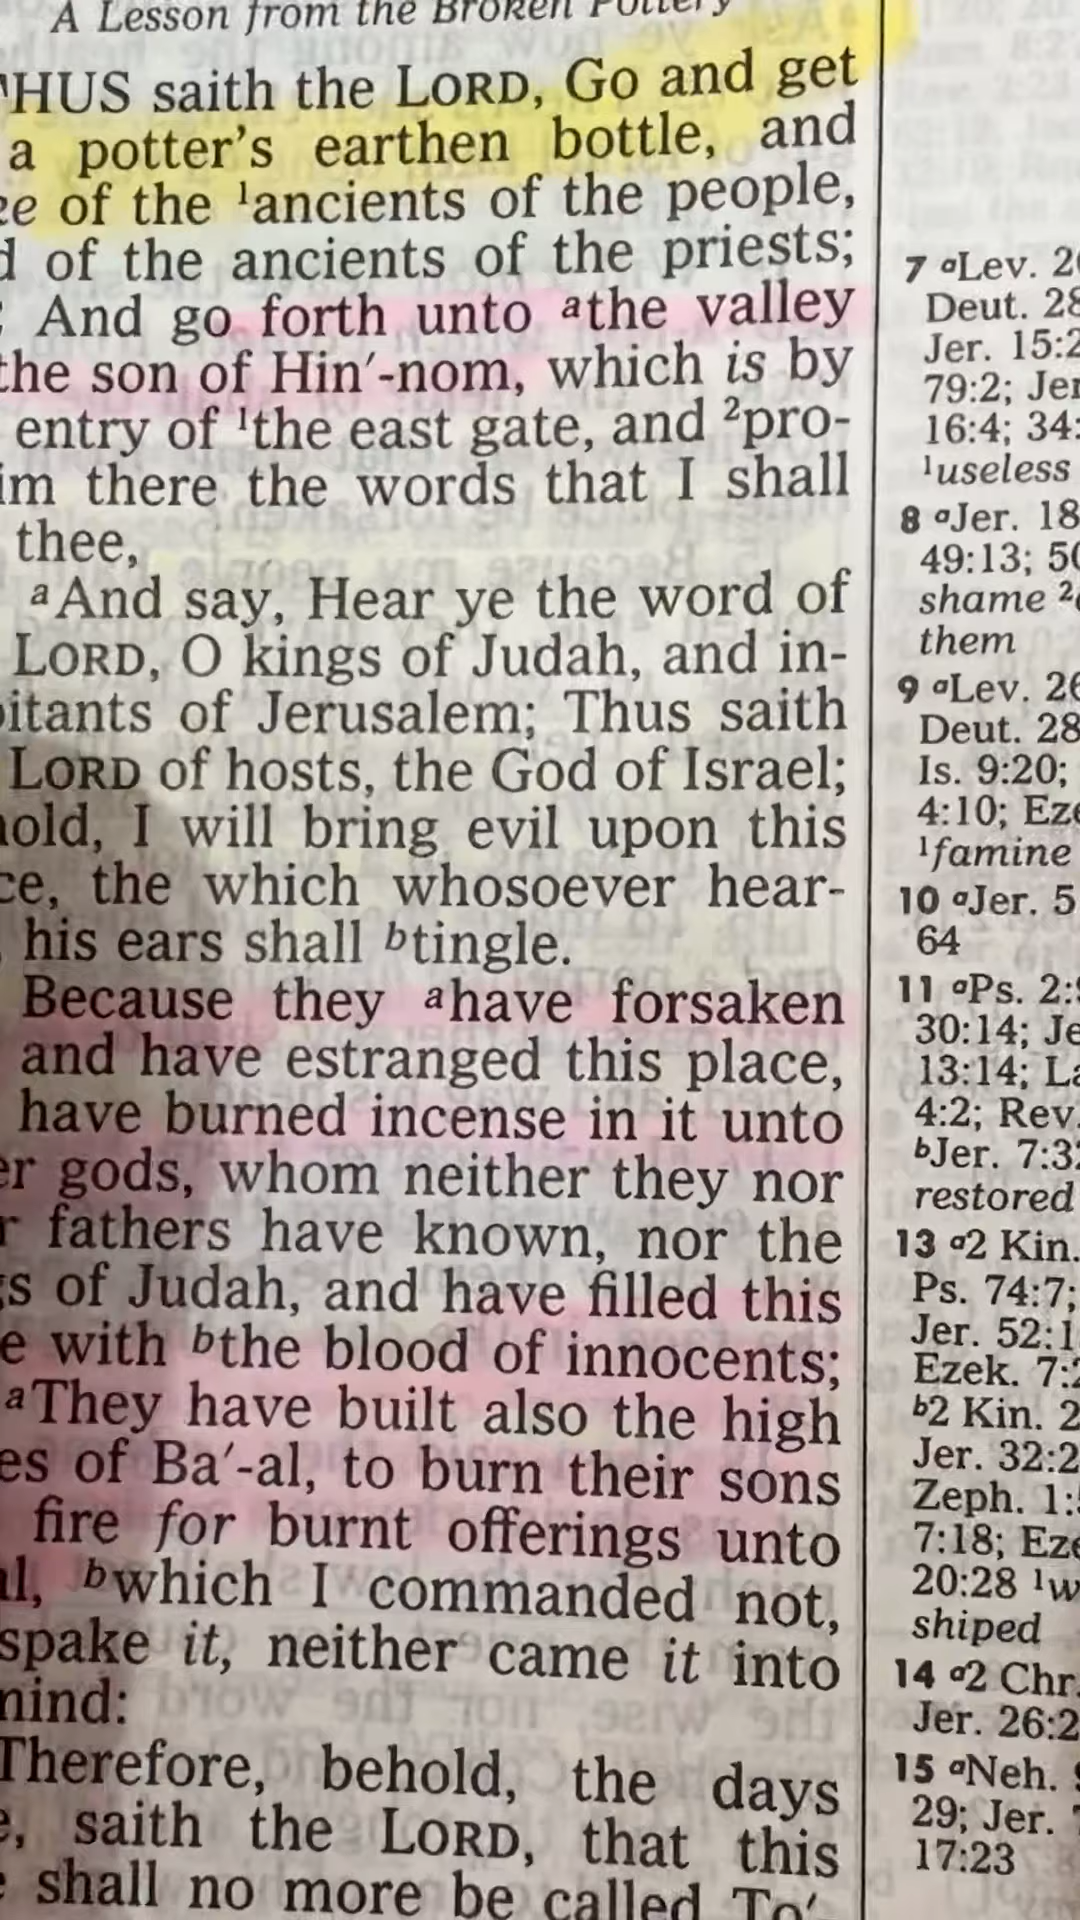 A Lesson from the Broken Pottery
HUS saith the LORD, Go and get
a potter's earthen bottle, and
of the ¹ancients of the people,
of the ancients of the priests;
And go forth unto ᵃthe valley
the son of Hin′-nom, which is by
entry of ¹the east gate, and ²pro-
im there the words that I shall
thee,
ᵃAnd say, Hear ye the word of
LORD, O kings of Judah, and in-
itants of Jerusalem; Thus saith
LORD of hosts, the God of Israel;
old, I will bring evil upon this
ce, the which whosoever hear-
his ears shall ᵇtingle.
Because they ᵃhave forsaken
and have estranged this place,
have burned incense in it unto
er gods, whom neither they nor
r fathers have known, nor the
s of Judah, and have filled this
e with ᵇthe blood of innocents;
ᵃThey have built also the high
es of Ba′-al, to burn their sons
fire for burnt offerings unto
al, ᵇwhich I commanded not,
spake it, neither came it into
mind:
Therefore, behold, the days
e, saith the LORD, that this
shall no more be called To′-
7 ᵃLev. 2
Deut. 28
Jer. 15:2
79:2; Jer
16:4; 34:
¹useless
8 ᵃJer. 18
49:13; 50
shame ²
them
9 ᵃLev. 26
Deut. 28
Is. 9:20;
4:10; Eze
¹famine
10 ᵃJer. 5
64
11 ᵃPs. 2:
30:14; Je
13:14; La
4:2; Rev.
ᵇJer. 7:32
restored
13 ᵃ2 Kin.
Ps. 74:7;
Jer. 52:1
Ezek. 7:2
ᵇ2 Kin. 2
Jer. 32:2
Zeph. 1:
7:18; Eze
20:28 ¹w
shiped
14 ᵃ2 Chr.
Jer. 26:2
15 ᵃNeh.
29; Jer.
17:23